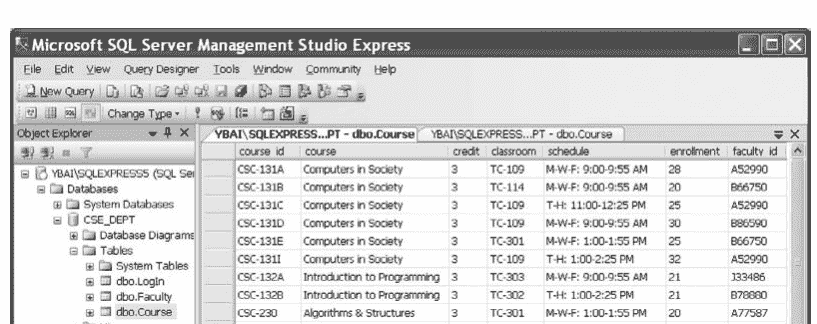 Microsoft SQL Server Management Studio Express
File Edit View Query Designer Tools Window Community Help
New Query
Change Type
Object Explorer
YBAI\SQLEXPRESS...PT - dbo.Course YBAI\SQLEXPRESS...PT - dbo.Course
YBAI\SQLEXPRESS5 (SQL Ser
Databases
System Databases
CSE_DEPT
Database Diagrams
Tables
System Tables
dbo.LogIn
dbo.Faculty
dbo.Course
course_id course credit classroom schedule enrollment faculty_id
CSC-131A Computers in Society 3 TC-109 M-W-F: 9:00-9:55 AM 28 A52990
CSC-131B Computers in Society 3 TC-114 M-W-F: 9:00-9:55 AM 20 B66750
CSC-131C Computers in Society 3 TC-109 T-H: 11:00-12:25 PM 25 A52990
CSC-131D Computers in Society 3 TC-109 M-W-F: 9:00-9:55 AM 30 B86590
CSC-131E Computers in Society 3 TC-301 M-W-F: 1:00-1:55 PM 25 B66750
CSC-131I Computers in Society 3 TC-109 T-H: 1:00-2:25 PM 32 A52990
CSC-132A Introduction to Programming 3 TC-303 M-W-F: 9:00-9:55 AM 21 J33486
CSC-132B Introduction to Programming 3 TC-302 T-H: 1:00-2:25 PM 21 B78880
CSC-230 Algorithms & Structures 3 TC-301 M-W-F: 1:00-1:55 PM 20 A77587